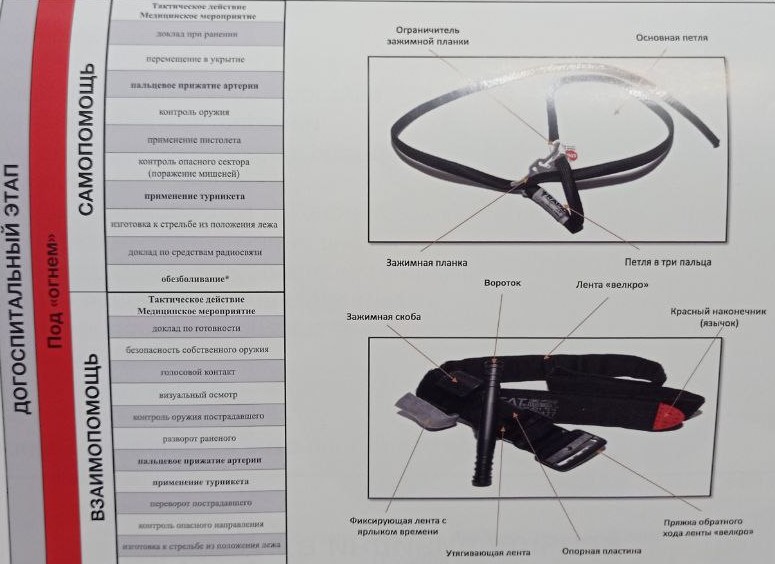 ДОГОСПИТАЛЬНЫЙ ЭТАП
Под «огнем»
САМОПОМОЩЬ
Тактическое действие
Медицинское мероприятие
доклад при ранении
перемещение в укрытие
пальцевое прижатие артерии
контроль оружия
применение пистолета
контроль опасного сектора
(поражение мишеней)
применение турникета
изготовка к стрельбе из положения лежа
доклад по средствам радиосвязи
обезболивание*
ВЗАИМОПОМОЩЬ
Тактическое действие
Медицинское мероприятие
доклад по готовности
безопасность собственного оружия
голосовой контакт
визуальный осмотр
контроль оружия пострадавшего
разворот раненого
пальцевое прижатие артерии
применение турникета
переворот пострадавшего
контроль опасного направления
изготовка к стрельбе из положения лежа
Ограничитель
зажимной планки
Основная петля
Зажимная планка
Петля в три пальца
Вороток
Лента «велкро»
Зажимная скоба
Красный наконечник
(язычок)
Фиксирующая лента с
ярлыком времени
Утягивающая лента
Опорная пластина
Пряжка обратного
хода ленты «велкро»